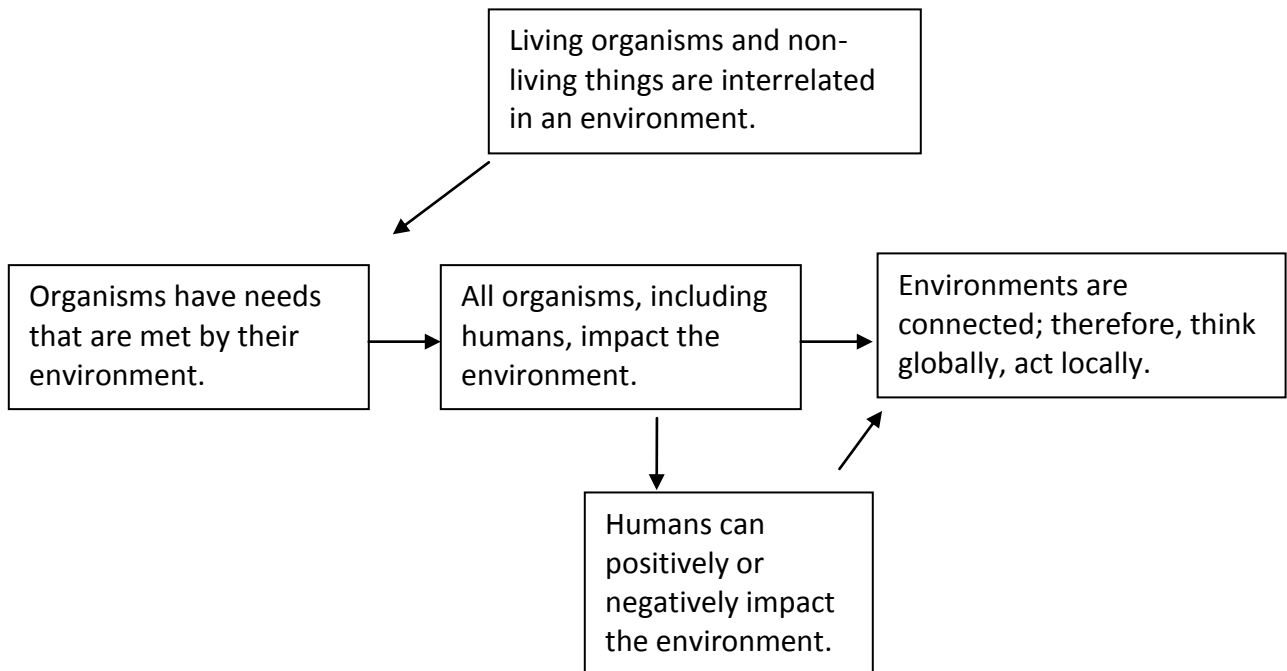 Living organisms and non-
living things are interrelated
in an environment.
Organisms have needs
that are met by their
environment.
All organisms, including
humans, impact the
environment.
Environments are
connected; therefore, think
globally, act locally.
Humans can
positively or
negatively impact
the environment.